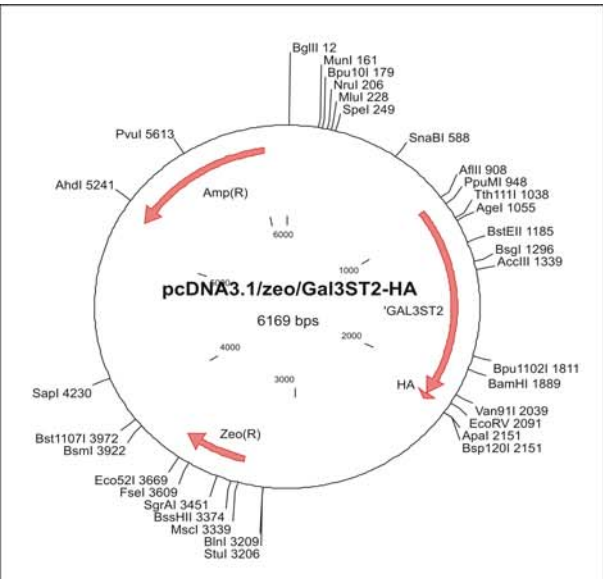 BglII 12
MunI 161
Bpu10I 179
NruI 206
MluI 228
SpeI 249
SnaBI 588
AflII 908
PpuMI 948
Tth111I 1038
AgeI 1055
BstEII 1185
BsgI 1296
AccIII 1339
PvuI 5613
AhdI 5241
Amp(R)
6000
1000
pcDNA3.1/zeo/Gal3ST2-HA
6169 bps
'GAL3ST2
2000
4000
3000
HA
Bpu1102I 1811
BamHI 1889
Van91I 2039
EcoRV 2091
ApaI 2151
Bsp120I 2151
SapI 4230
Zeo(R)
Bst1107I 3972
BsmI 3922
Eco52I 3669
FseI 3609
SgrAI 3451
BssHII 3374
MscI 3339
BlnI 3209
StuI 3206